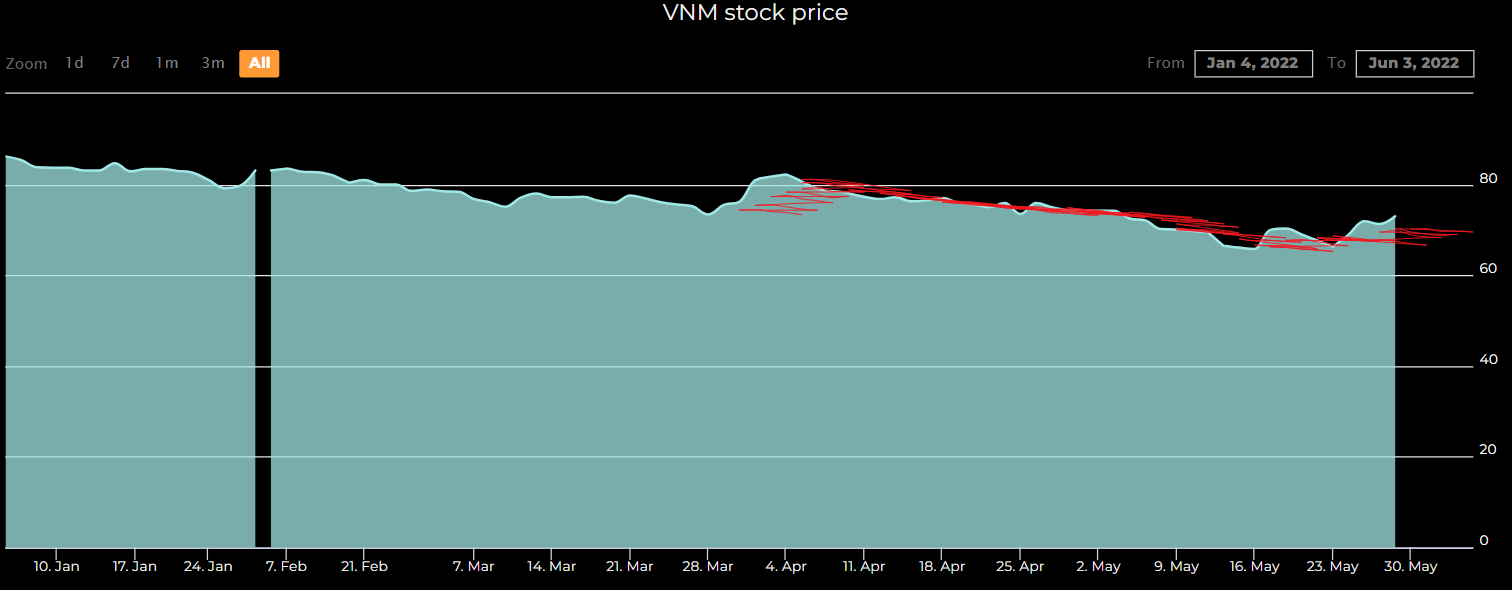 VNM stock price
Zoom 1d 7d 1m 3m All From Jan 4, 2022 To Jun 3, 2022
80
60
40
20
0
10. Jan 17. Jan 24. Jan 7. Feb 21. Feb 7. Mar 14. Mar 21. Mar 28. Mar 4. Apr 11. Apr 18. Apr 25. Apr 2. May 9. May 16. May 23. May 30. May